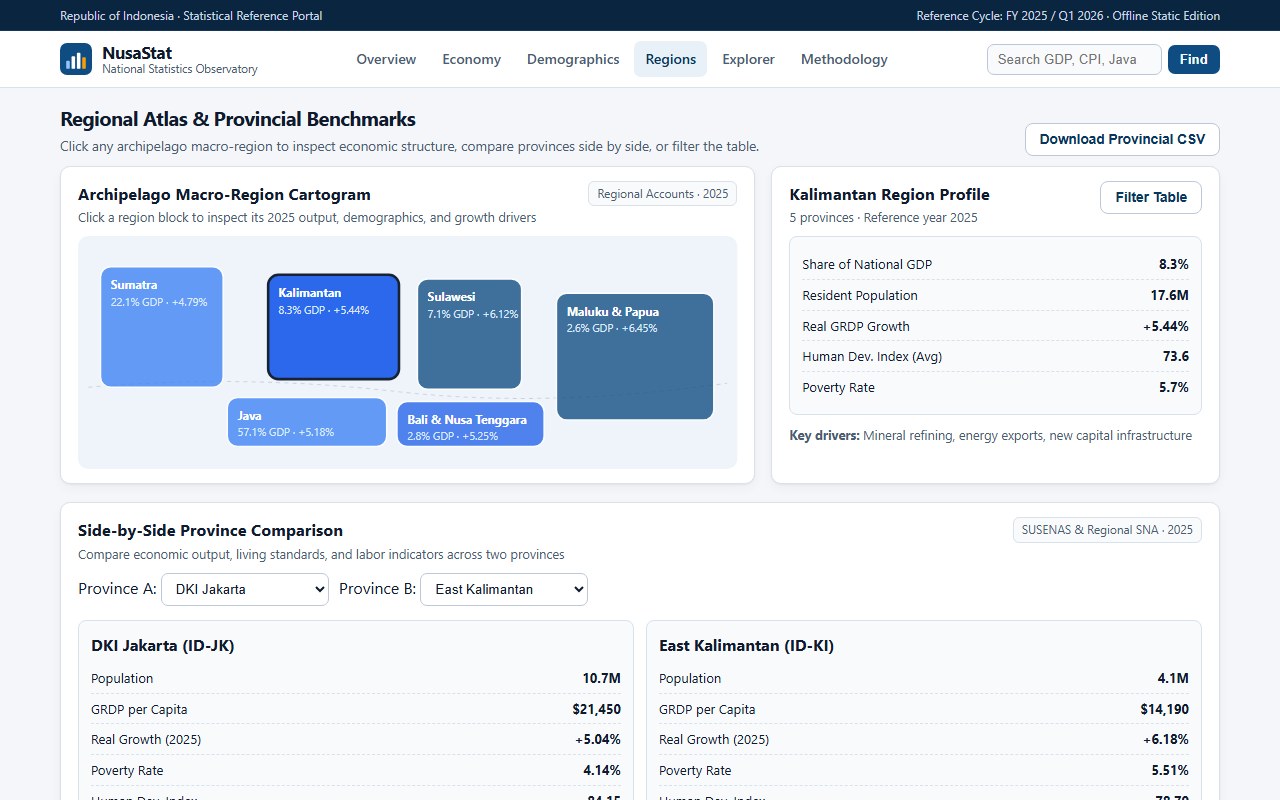 Republic of Indonesia · Statistical Reference Portal
Reference Cycle: FY 2025 / Q1 2026 · Offline Static Edition
NusaStat
National Statistics Observatory
Overview
Economy
Demographics
Regions
Explorer
Methodology
Search GDP, CPI, Java
Find
Regional Atlas & Provincial Benchmarks
Click any archipelago macro-region to inspect economic structure, compare provinces side by side, or filter the table.
Download Provincial CSV
Archipelago Macro-Region Cartogram
Regional Accounts · 2025
Click a region block to inspect its 2025 output, demographics, and growth drivers
Sumatra
22.1% GDP · +4.79%
Kalimantan
8.3% GDP · +5.44%
Sulawesi
7.1% GDP · +6.12%
Maluku & Papua
2.6% GDP · +6.45%
Java
57.1% GDP · +5.18%
Bali & Nusa Tenggara
2.8% GDP · +5.25%
Kalimantan Region Profile
5 provinces · Reference year 2025
Filter Table
Share of National GDP 8.3%
Resident Population 17.6M
Real GRDP Growth +5.44%
Human Dev. Index (Avg) 73.6
Poverty Rate 5.7%
Key drivers: Mineral refining, energy exports, new capital infrastructure
Side-by-Side Province Comparison
SUSENAS & Regional SNA · 2025
Compare economic output, living standards, and labor indicators across two provinces
Province A: DKI Jakarta Province B: East Kalimantan
DKI Jakarta (ID-JK)
Population 10.7M
GRDP per Capita $21,450
Real Growth (2025) +5.04%
Poverty Rate 4.14%
Human Dev. Index 84.15
East Kalimantan (ID-KI)
Population 4.1M
GRDP per Capita $14,190
Real Growth (2025) +6.18%
Poverty Rate 5.51%
Human Dev. Index 78.70